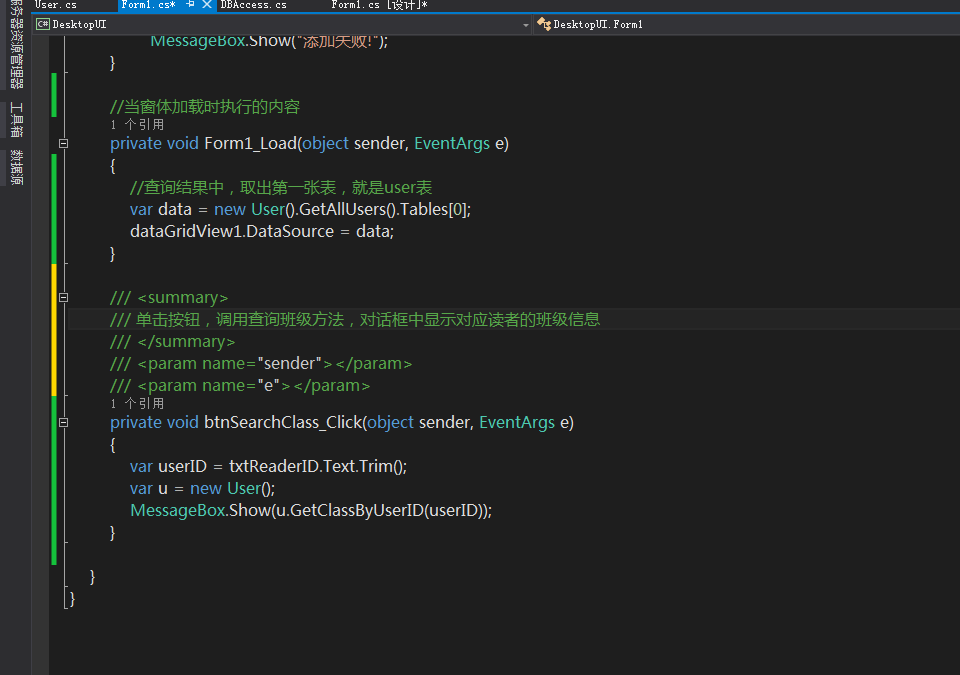 User.cs Form1.cs* DBAccess.cs Form1.cs [设计]*
C# DesktopUI DesktopUI.Form1
服务器资源管理器
工具箱
数据源
MessageBox.Show("添加失败!");
}
//当窗体加载时执行的内容
1 个引用
private void Form1_Load(object sender, EventArgs e)
{
//查询结果中，取出第一张表，就是user表
var data = new User().GetAllUsers().Tables[0];
dataGridView1.DataSource = data;
}
/// <summary>
/// 单击按钮，调用查询班级方法，对话框中显示对应读者的班级信息
/// </summary>
/// <param name="sender"></param>
/// <param name="e"></param>
1 个引用
private void btnSearchClass_Click(object sender, EventArgs e)
{
var userID = txtReaderID.Text.Trim();
var u = new User();
MessageBox.Show(u.GetClassByUserID(userID));
}
}
}